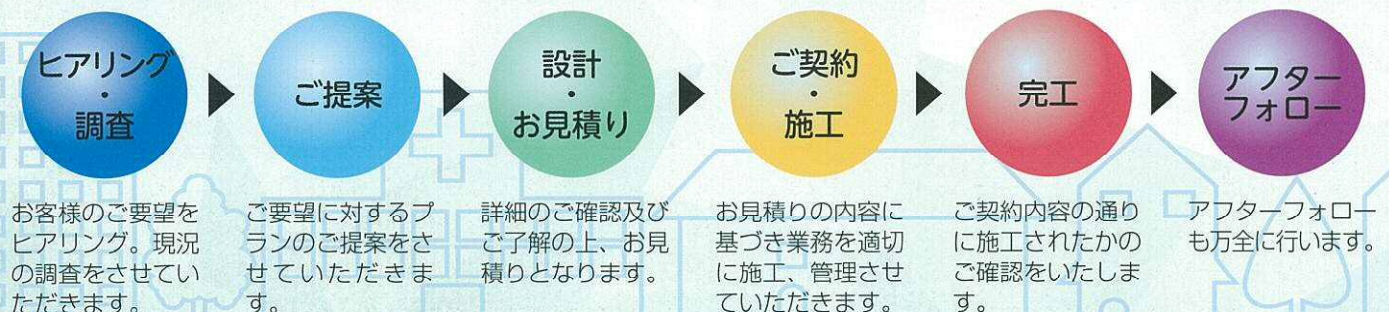 ヒアリング
・
調査
ご提案
設計
・
お見積り
ご契約
・
施工
完工
アフター
フォロー
お客様のご要望を
ヒアリング。現況
の調査をさせてい
ただきます。
ご要望に対するプ
ランのご提案をさ
せていただきま
す。
詳細のご確認及び
ご了解の上、お見
積りとなります。
お見積りの内容に
基づき業務を適切
に施工、管理させ
ていただきます。
ご契約内容の通り
に施工されたかの
ご確認をいたしま
す。
アフターフォロー
も万全に行います。